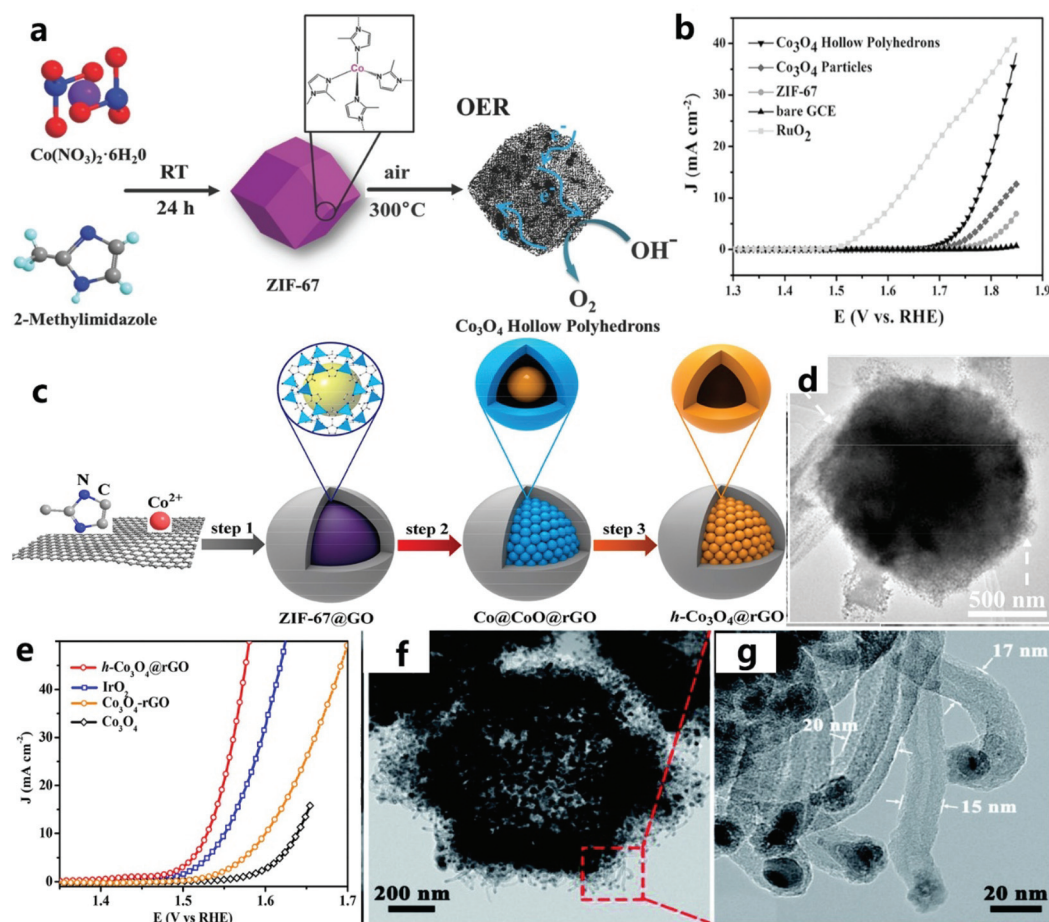 a
Co(NO3)2·6H20
2-Methylimidazole
RT
24 h
Co
N
N
N
N
N
N
N
N
ZIF-67
air
300°C
OER
e-
e-
e-
OH−
O2
Co3O4 Hollow Polyhedrons
b
J (mA cm-2)
40
30
20
10
0
Co3O4 Hollow Polyhedrons
Co3O4 Particles
ZIF-67
bare GCE
RuO2
1.3 1.4 1.5 1.6 1.7 1.8 1.9
E (V vs. RHE)
c
N
C
Co2+
step 1
step 2
step 3
ZIF-67@GO
Co@CoO@rGO
h-Co3O4@rGO
d
500 nm
e
J (mA cm-2)
40
30
20
10
0
h-Co3O4@rGO
IrO2
Co3O4-rGO
Co3O4
1.4 1.5 1.6 1.7
E (V vs RHE)
f
200 nm
g
17 nm
20 nm
15 nm
20 nm